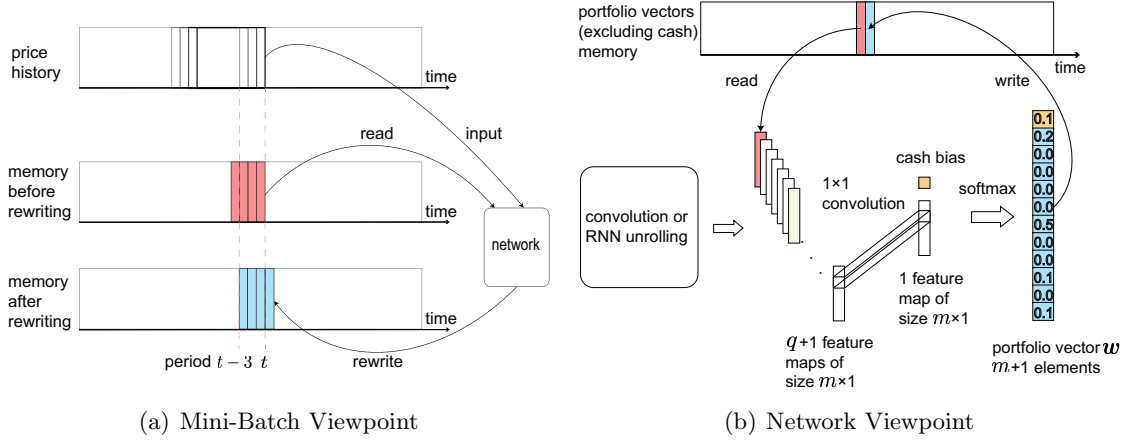 price
history
time
read
input
memory
before
rewriting
time
network
memory
after
rewriting
time
period t − 3 t
rewrite
(a) Mini-Batch Viewpoint
portfolio vectors
(excluding cash)
memory
time
read
write
convolution or
RNN unrolling
1×1
convolution
cash bias
softmax
0.1
0.2
0.0
0.0
0.0
0.0
0.5
0.0
0.0
0.1
0.0
0.1
q+1 feature
maps of
size m×1
1 feature
map of
size m×1
portfolio vector w
m+1 elements
(b) Network Viewpoint